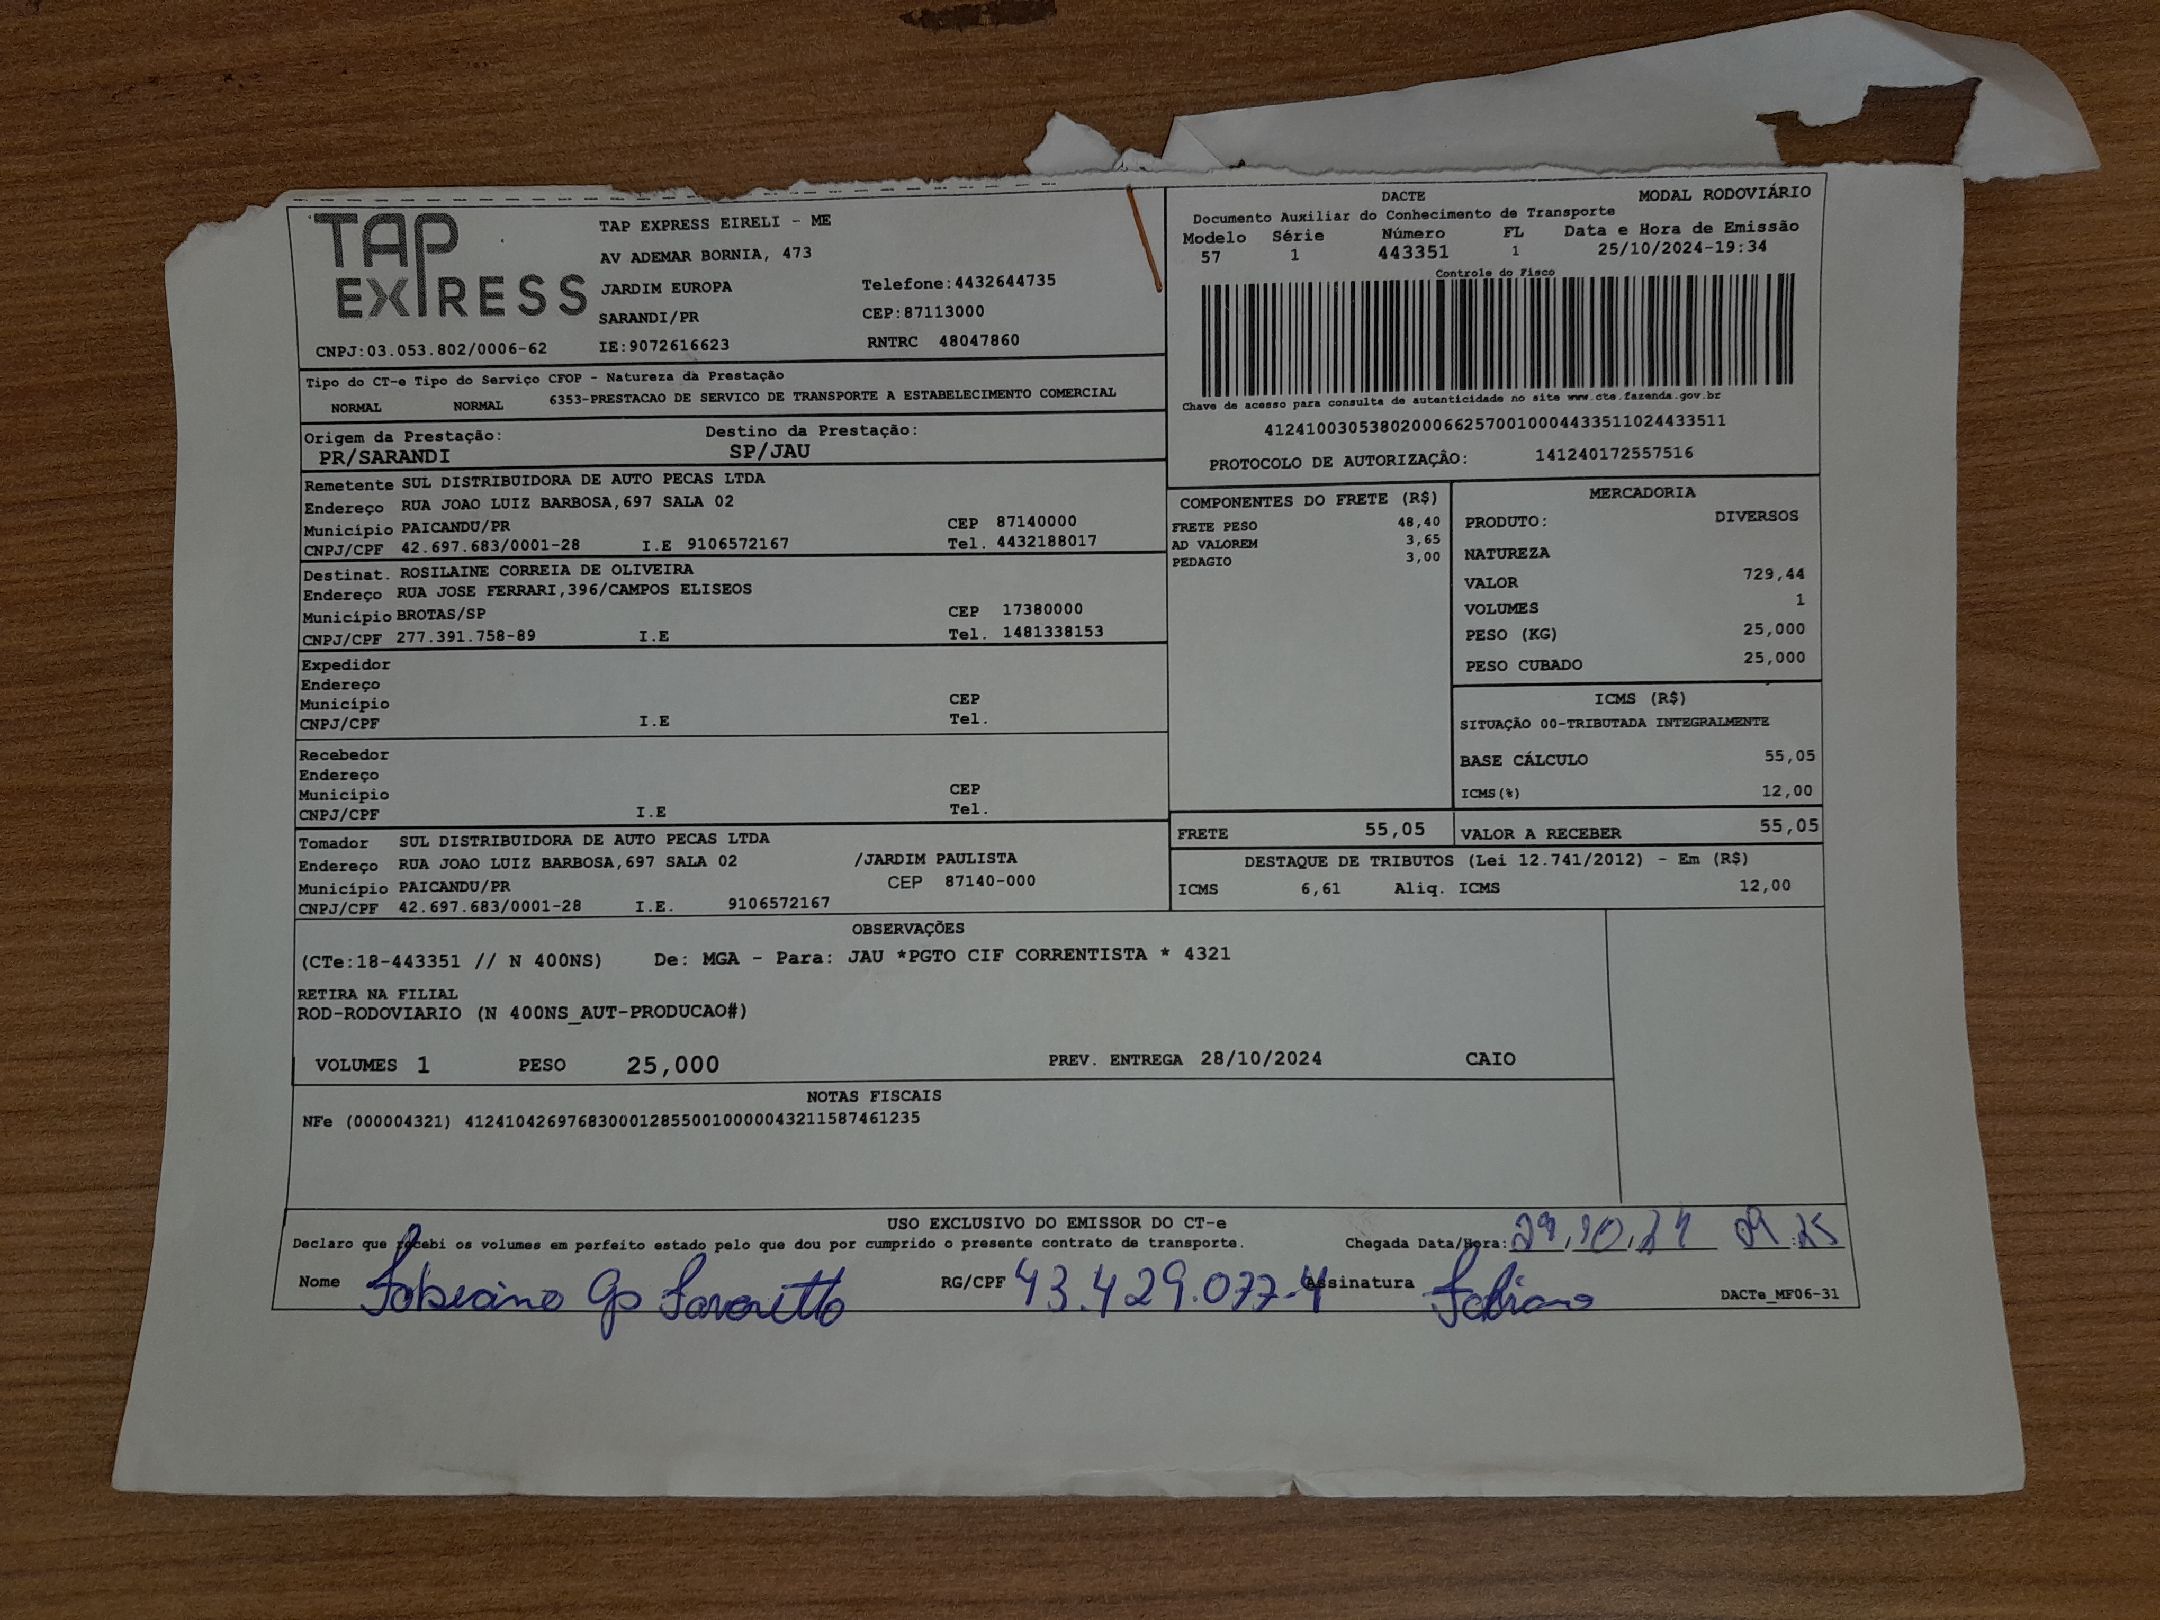 TAP EXPRESS
CNPJ:03.053.802/0006-62
TAP EXPRESS EIRELI - ME
AV ADEMAR BORNIA, 473
JARDIM EUROPA Telefone:4432644735
SARANDI/PR CEP:87113000
IE:9072616623 RNTRC 48047860
DACTE MODAL RODOVIÁRIO
Documento Auxiliar do Conhecimento de Transporte
Modelo Série Número FL Data e Hora de Emissão
57 1 443351 1 25/10/2024-19:34
Controle do Fisco
Chave de acesso para consulta de autenticidade no site www.cte.fazenda.gov.br
41241003053802000662570010004433511024433511
PROTOCOLO DE AUTORIZAÇÂO: 141240172557516
Tipo do CT-e Tipo do Serviço CFOP - Natureza da Prestação
NORMAL NORMAL 6353-PRESTACAO DE SERVICO DE TRANSPORTE A ESTABELECIMENTO COMERCIAL
Origem da Prestação: Destino da Prestação:
PR/SARANDI SP/JAU
Remetente SUL DISTRIBUIDORA DE AUTO PECAS LTDA
Endereço RUA JOAO LUIZ BARBOSA,697 SALA 02
Município PAICANDU/PR CEP 87140000
CNPJ/CPF 42.697.683/0001-28 I.E 9106572167 Tel. 4432188017
Destinat. ROSILAINE CORREIA DE OLIVEIRA
Endereço RUA JOSE FERRARI,396/CAMPOS ELISEOS
Município BROTAS/SP CEP 17380000
CNPJ/CPF 277.391.758-89 I.E Tel. 1481338153
Expedidor
Endereço
Município CEP
CNPJ/CPF I.E Tel.
Recebedor
Endereço
Município CEP
CNPJ/CPF I.E Tel.
Tomador SUL DISTRIBUIDORA DE AUTO PECAS LTDA
Endereço RUA JOAO LUIZ BARBOSA,697 SALA 02 /JARDIM PAULISTA
Município PAICANDU/PR CEP 87140-000
CNPJ/CPF 42.697.683/0001-28 I.E. 9106572167
COMPONENTES DO FRETE (R$)
FRETE PESO 48,40
AD VALOREM 3,65
PEDAGIO 3,00
MERCADORIA
PRODUTO: DIVERSOS
NATUREZA
VALOR 729,44
VOLUMES 1
PESO (KG) 25,000
PESO CUBADO 25,000
ICMS (R$)
SITUAÇÃO 00-TRIBUTADA INTEGRALMENTE
BASE CÁLCULO 55,05
ICMS(%) 12,00
FRETE 55,05 VALOR A RECEBER 55,05
DESTAQUE DE TRIBUTOS (Lei 12.741/2012) - Em (R$)
ICMS 6,61 Aliq. ICMS 12,00
OBSERVAÇÕES
(CTe:18-443351 // N 400NS) De: MGA - Para: JAU *PGTO CIF CORRENTISTA * 4321
RETIRA NA FILIAL
ROD-RODOVIARIO (N 400NS_AUT-PRODUCAO#)
VOLUMES 1 PESO 25,000 PREV. ENTREGA 28/10/2024 CAIO
NOTAS FISCAIS
NFe (000004321) 41241042697683000128550010000043211587461235
USO EXCLUSIVO DO EMISSOR DO CT-e
Declaro que recebi os volumes em perfeito estado pelo que dou por cumprido o presente contrato de transporte. Chegada Data/Hora: 29,10,24
Nome RG/CPF 43.429.077-4 Assinatura Fabiano
DACTe_MF06-31